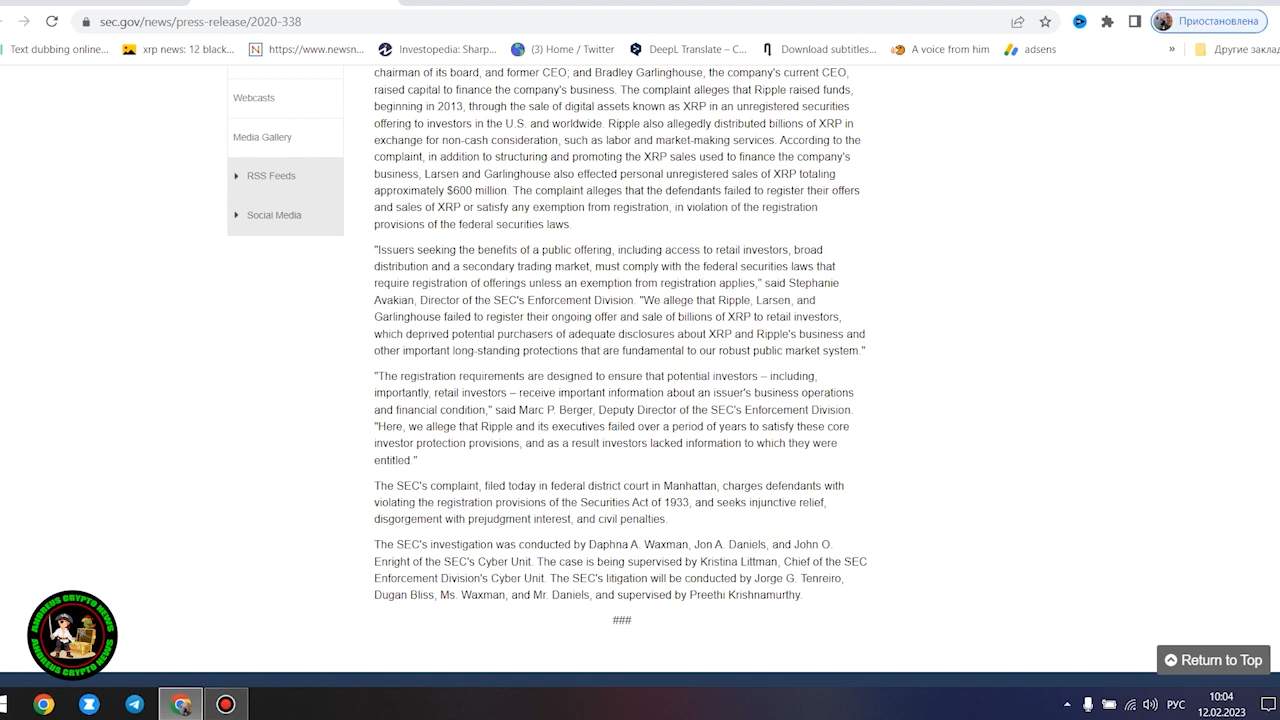 sec.gov/news/press-release/2020-338
Приостановлена
Text dubbing online...
xrp news: 12 black...
https://www.newsn...
Investopedia: Sharp...
(3) Home / Twitter
DeepL Translate – C...
Download subtitles...
A voice from him
adsens
»
Другие закла
Webcasts
Media Gallery
RSS Feeds
Social Media
chairman of its board, and former CEO; and Bradley Garlinghouse, the company's current CEO,
raised capital to finance the company's business. The complaint alleges that Ripple raised funds,
beginning in 2013, through the sale of digital assets known as XRP in an unregistered securities
offering to investors in the U.S. and worldwide. Ripple also allegedly distributed billions of XRP in
exchange for non-cash consideration, such as labor and market-making services. According to the
complaint, in addition to structuring and promoting the XRP sales used to finance the company's
business, Larsen and Garlinghouse also effected personal unregistered sales of XRP totaling
approximately $600 million. The complaint alleges that the defendants failed to register their offers
and sales of XRP or satisfy any exemption from registration, in violation of the registration
provisions of the federal securities laws.
"Issuers seeking the benefits of a public offering, including access to retail investors, broad
distribution and a secondary trading market, must comply with the federal securities laws that
require registration of offerings unless an exemption from registration applies," said Stephanie
Avakian, Director of the SEC's Enforcement Division. "We allege that Ripple, Larsen, and
Garlinghouse failed to register their ongoing offer and sale of billions of XRP to retail investors,
which deprived potential purchasers of adequate disclosures about XRP and Ripple's business and
other important long-standing protections that are fundamental to our robust public market system."
"The registration requirements are designed to ensure that potential investors – including,
importantly, retail investors – receive important information about an issuer's business operations
and financial condition," said Marc P. Berger, Deputy Director of the SEC's Enforcement Division.
"Here, we allege that Ripple and its executives failed over a period of years to satisfy these core
investor protection provisions, and as a result investors lacked information to which they were
entitled."
The SEC's complaint, filed today in federal district court in Manhattan, charges defendants with
violating the registration provisions of the Securities Act of 1933, and seeks injunctive relief,
disgorgement with prejudgment interest, and civil penalties.
The SEC's investigation was conducted by Daphna A. Waxman, Jon A. Daniels, and John O.
Enright of the SEC's Cyber Unit. The case is being supervised by Kristina Littman, Chief of the SEC
Enforcement Division's Cyber Unit. The SEC's litigation will be conducted by Jorge G. Tenreiro,
Dugan Bliss, Ms. Waxman, and Mr. Daniels, and supervised by Preethi Krishnamurthy.
###
ANDREUS CRYPTO NEWS
ANDREUS CRYPTO NEWS
Return to Top
РУС
10:04
12.02.2023